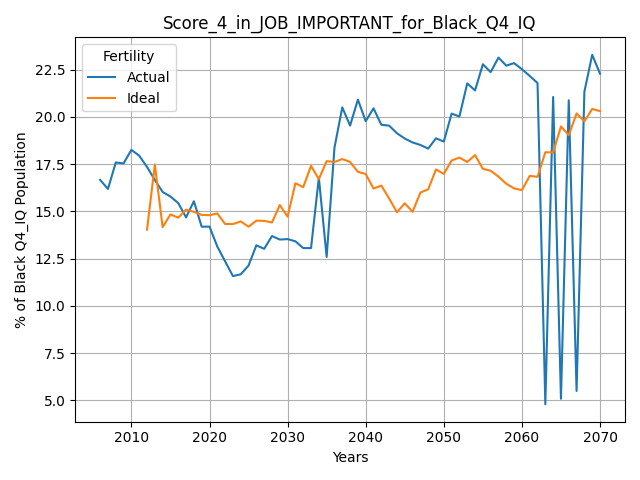 Score_4_in_JOB_IMPORTANT_for_Black_Q4_IQ
Fertility
Actual
Ideal
% of Black Q4_IQ Population
22.5
20.0
17.5
15.0
12.5
10.0
7.5
5.0
2010 2020 2030 2040 2050 2060 2070
Years